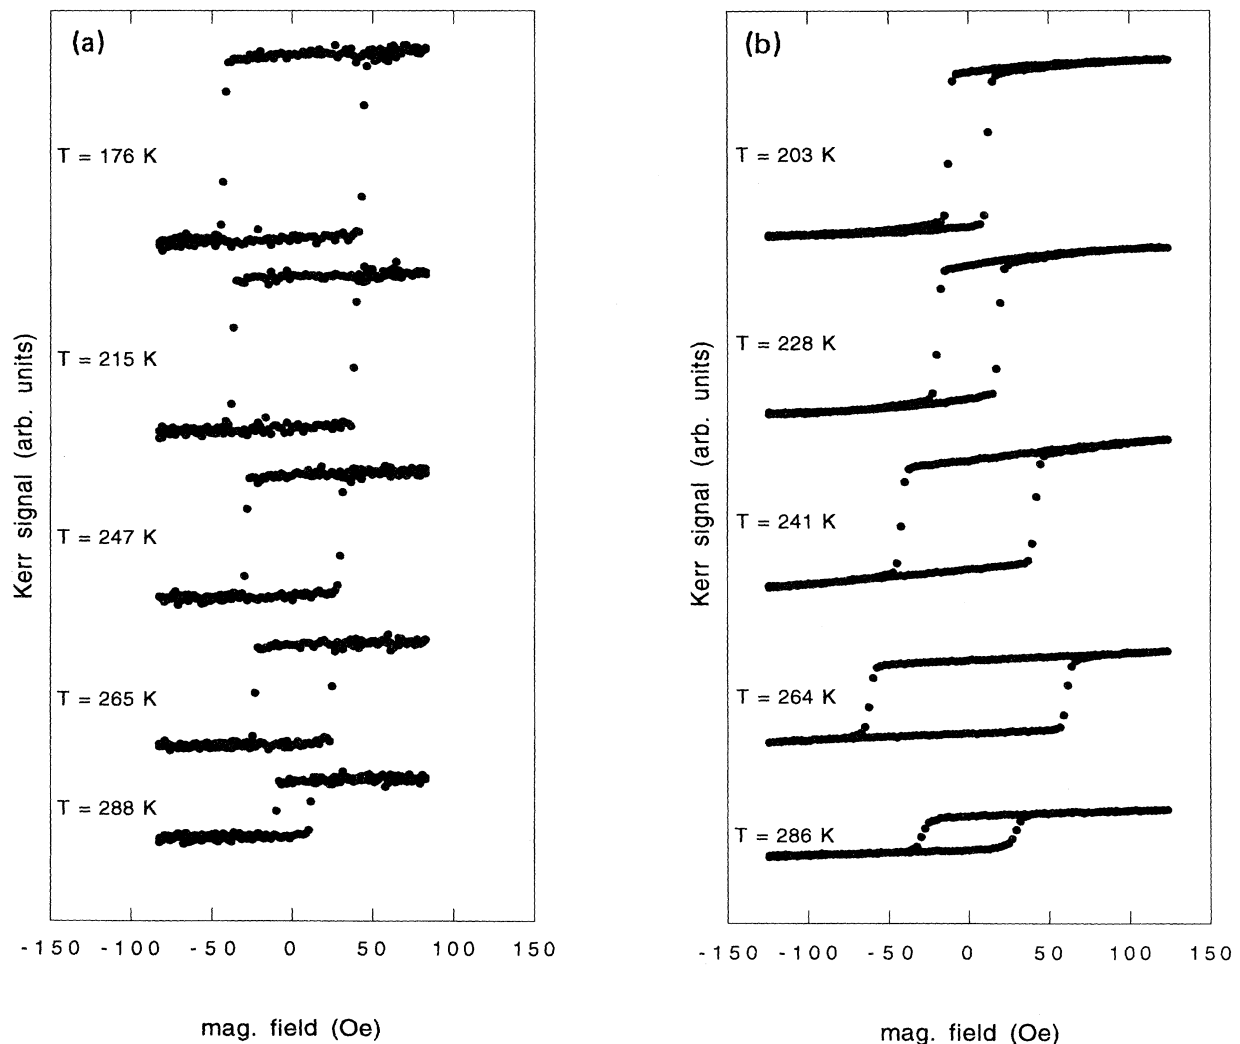 (a)
T = 176 K
T = 215 K
T = 247 K
T = 265 K
T = 288 K
Kerr signal (arb. units)
-150 -100 -50 0 50 100 150
mag. field (Oe)
(b)
T = 203 K
T = 228 K
T = 241 K
T = 264 K
T = 286 K
Kerr signal (arb. units)
-150 -100 -50 0 50 100 150
mag. field (Oe)